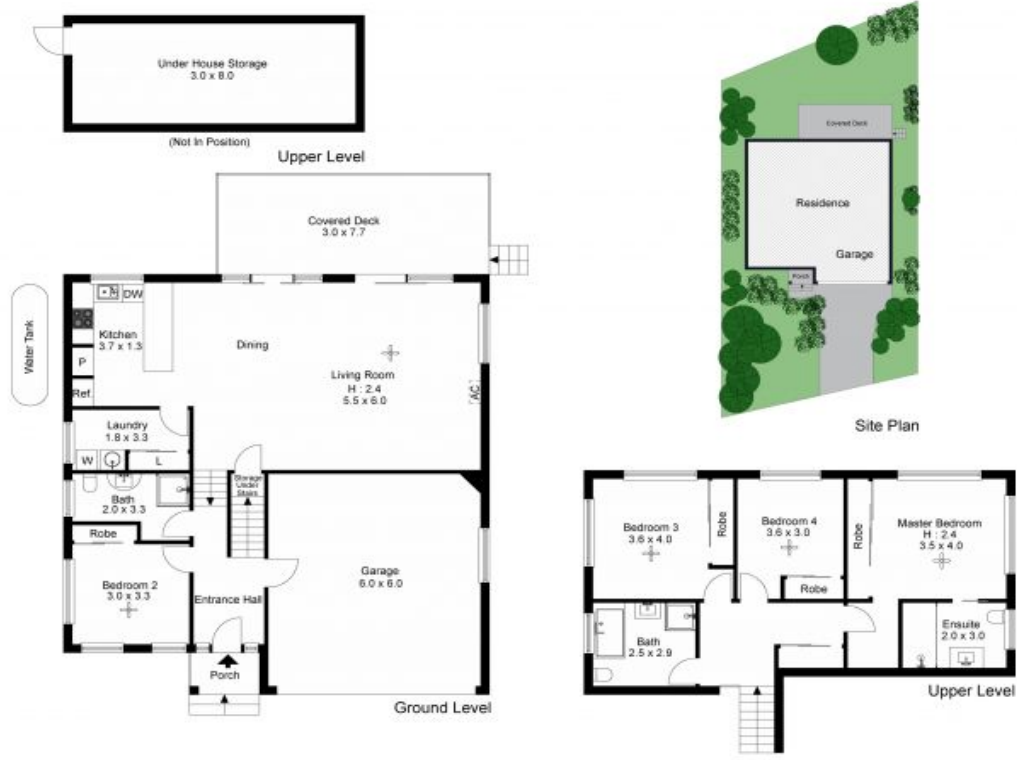 Under House Storage
3.0 x 8.0
(Not In Position)
Upper Level
Covered Deck
3.0 x 7.7
Water Tank
DW
Kitchen
3.7 x 1.3
P
Ref.
Dining
Living Room
H : 2.4
5.5 x 6.0
AC
Laundry
1.8 x 3.3
W
L
Bath
2.0 x 3.3
Storage
Under
Stairs
Robe
Bedroom 2
3.0 x 3.3
Entrance Hall
Garage
6.0 x 6.0
Porch
Ground Level
Covered Deck
Residence
Garage
Porch
Site Plan
Bedroom 3
3.6 x 4.0
Robe
Bedroom 4
3.6 x 3.0
Robe
Robe
Master Bedroom
H : 2.4
3.5 x 4.0
Bath
2.5 x 2.9
Ensuite
2.0 x 3.0
Upper Level